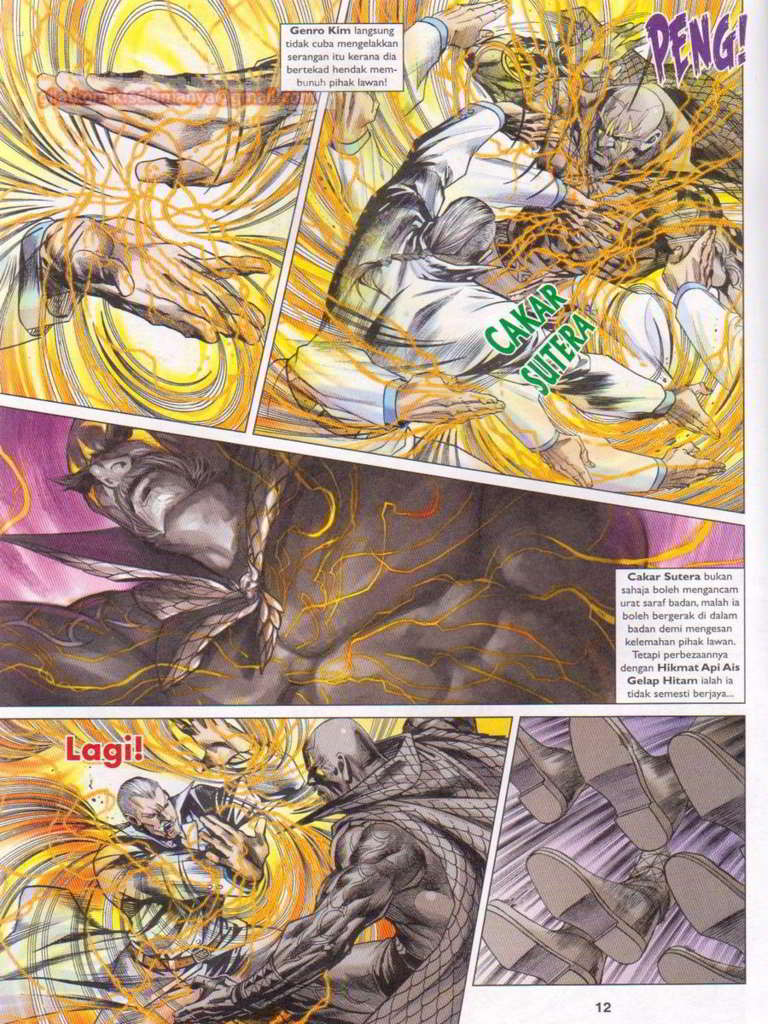 Genro Kim langsung
tidak cuba mengelakkan
serangan itu kerana dia
bertekad hendak mem-
bunuh pihak lawan!
PENG!
CAKAR
SUTERA
Cakar Sutera bukan
sahaja boleh mengancam
urat saraf badan, malah ia
boleh bergerak di dalam
badan demi mengesan
kelemahan pihak lawan.
Tetapi perbezaannya
dengan Hikmat Api Ais
Gelap Hitam ialah ia
tidak semesti berjaya...
Lagi!
12